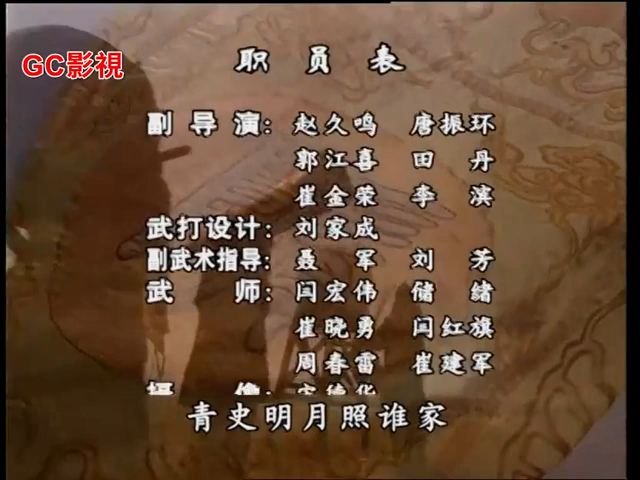 GC影視
职员表
副导演：赵久鸣 唐振环
郭江喜 田丹
崔金荣 李滨
武打设计：刘家成
副武术指导：聂军 刘芳
武师：闫宏伟 储绪
崔晓勇 闫红旗
周春雷 崔建军
青史明月照谁家